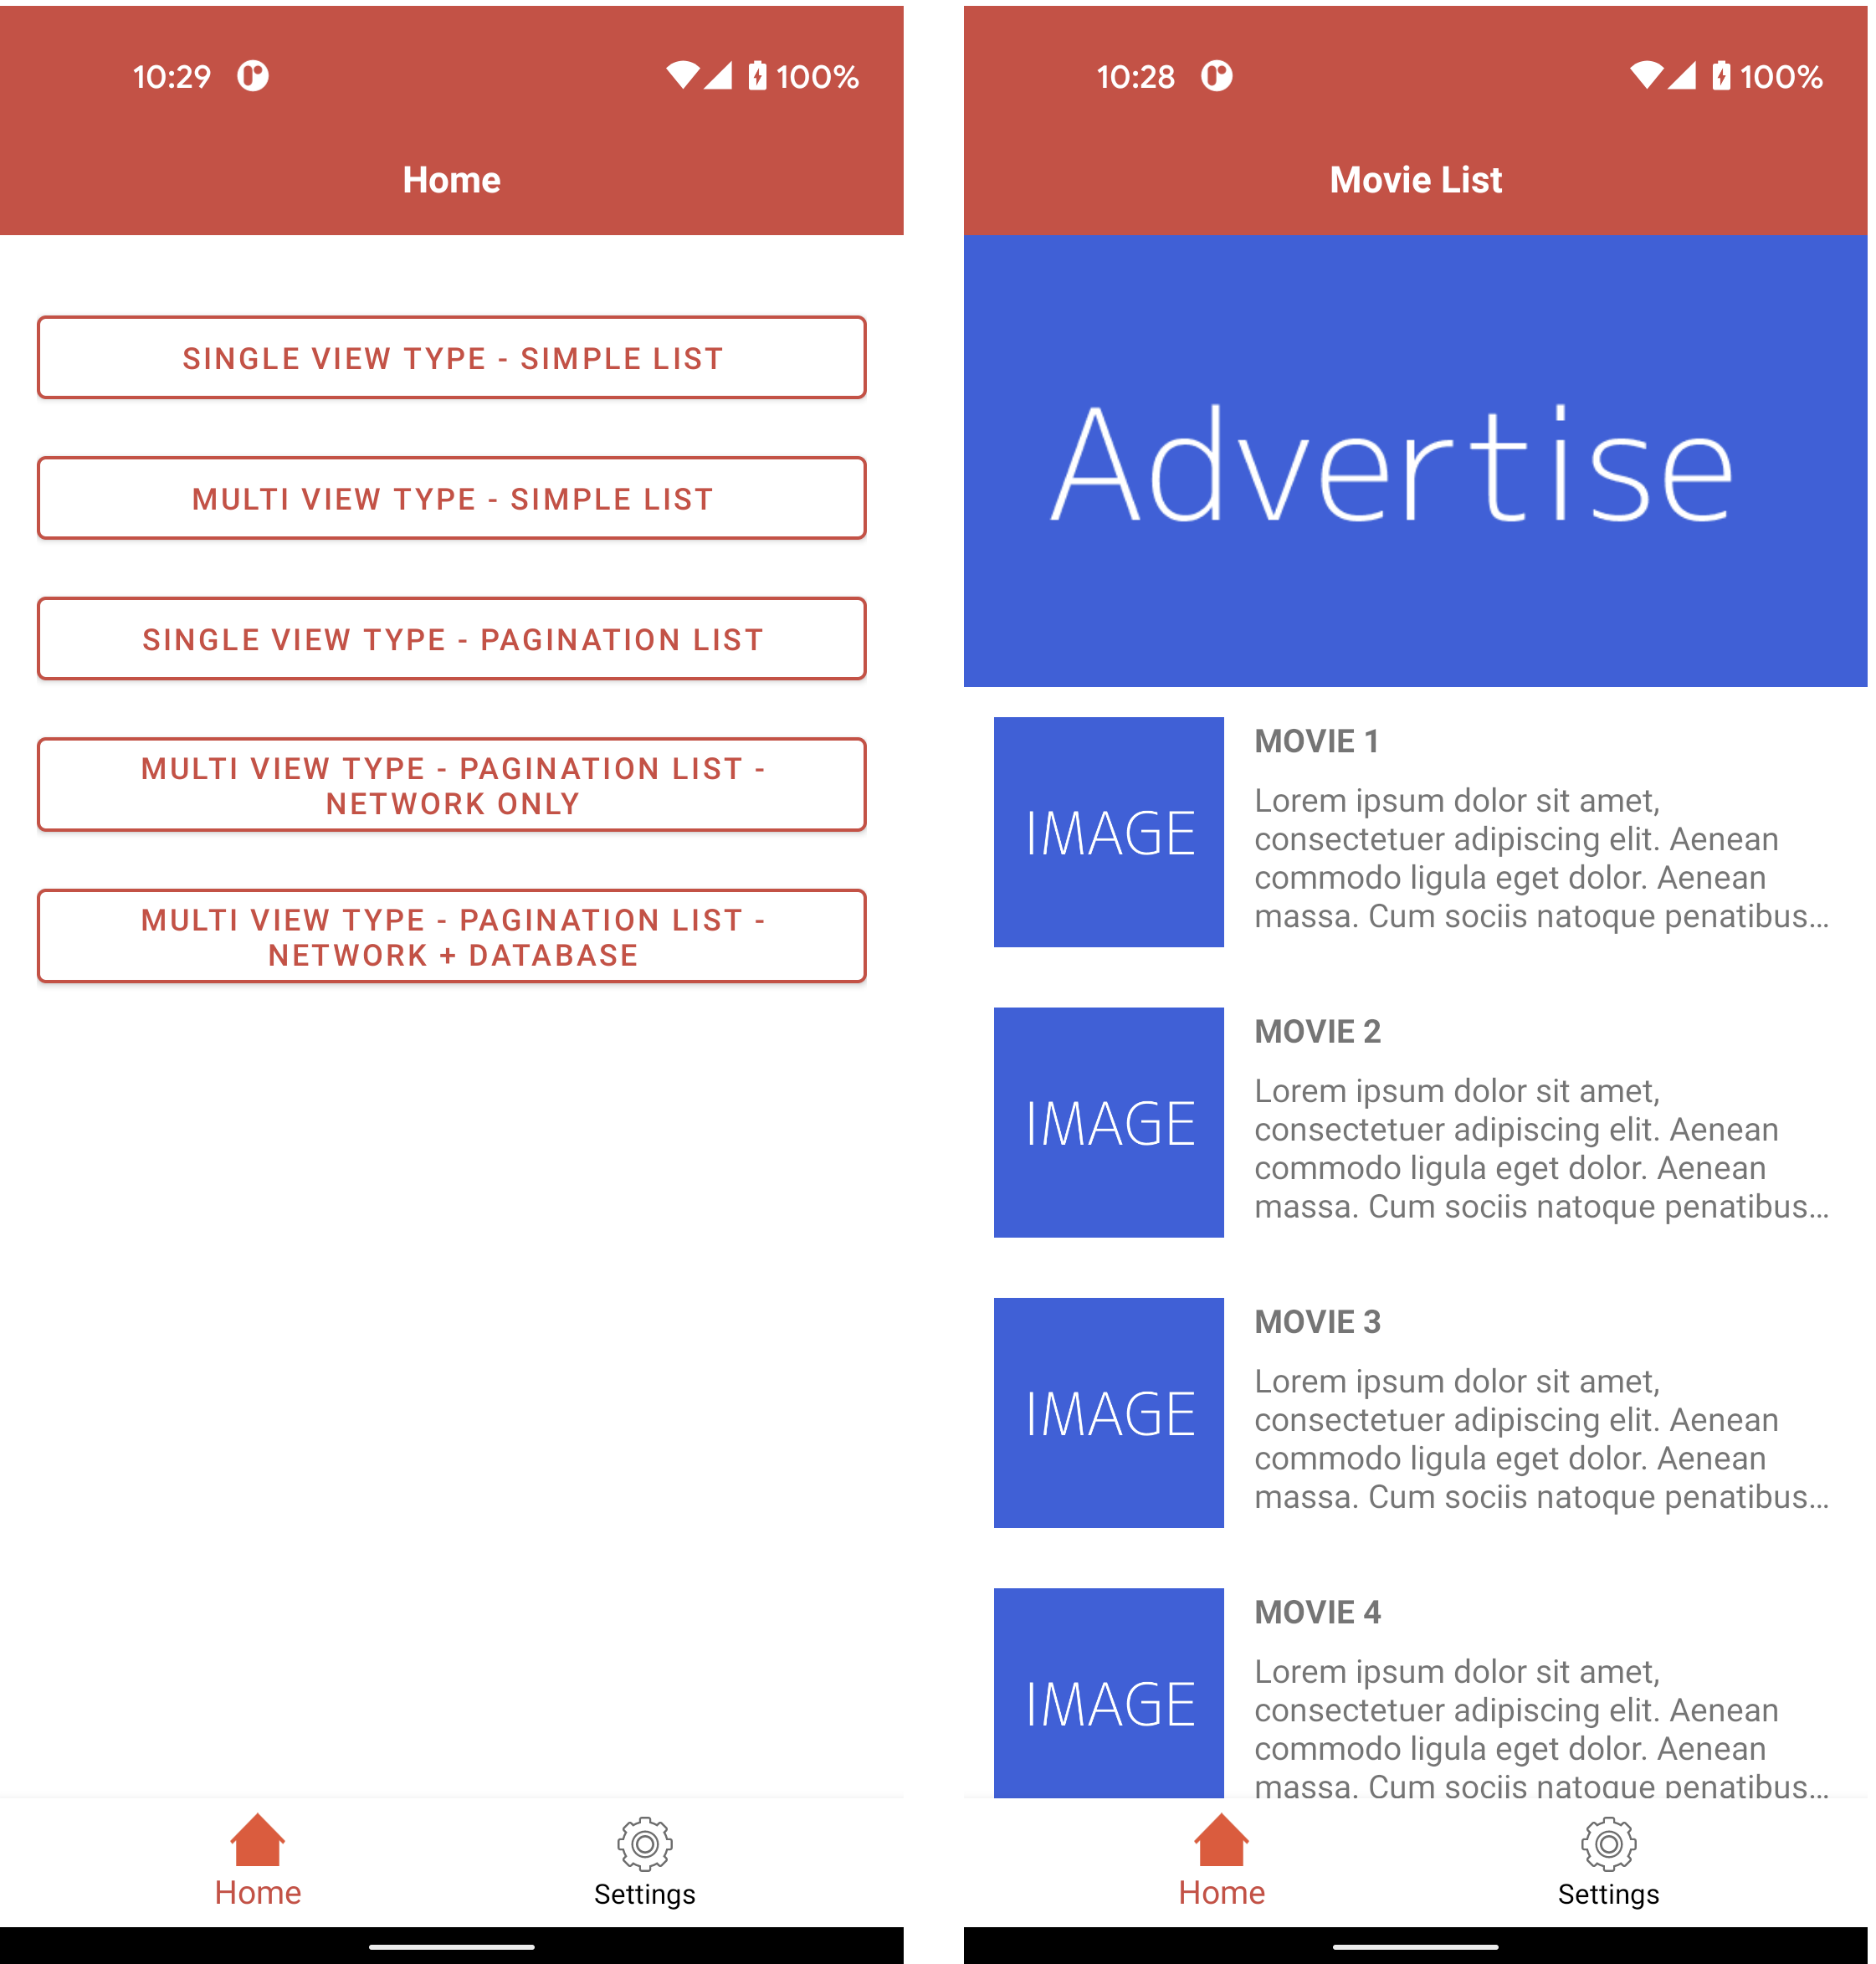 10:29
100%
Home
SINGLE VIEW TYPE - SIMPLE LIST
MULTI VIEW TYPE - SIMPLE LIST
SINGLE VIEW TYPE - PAGINATION LIST
MULTI VIEW TYPE - PAGINATION LIST -
NETWORK ONLY
MULTI VIEW TYPE - PAGINATION LIST -
NETWORK + DATABASE
Home
Settings
10:28
100%
Movie List
Advertise
IMAGE
MOVIE 1
Lorem ipsum dolor sit amet,
consectetuer adipiscing elit. Aenean
commodo ligula eget dolor. Aenean
massa. Cum sociis natoque penatibus...
IMAGE
MOVIE 2
Lorem ipsum dolor sit amet,
consectetuer adipiscing elit. Aenean
commodo ligula eget dolor. Aenean
massa. Cum sociis natoque penatibus...
IMAGE
MOVIE 3
Lorem ipsum dolor sit amet,
consectetuer adipiscing elit. Aenean
commodo ligula eget dolor. Aenean
massa. Cum sociis natoque penatibus...
IMAGE
MOVIE 4
Lorem ipsum dolor sit amet,
consectetuer adipiscing elit. Aenean
commodo ligula eget dolor. Aenean
massa. Cum sociis natoque penatibus...
Home
Settings